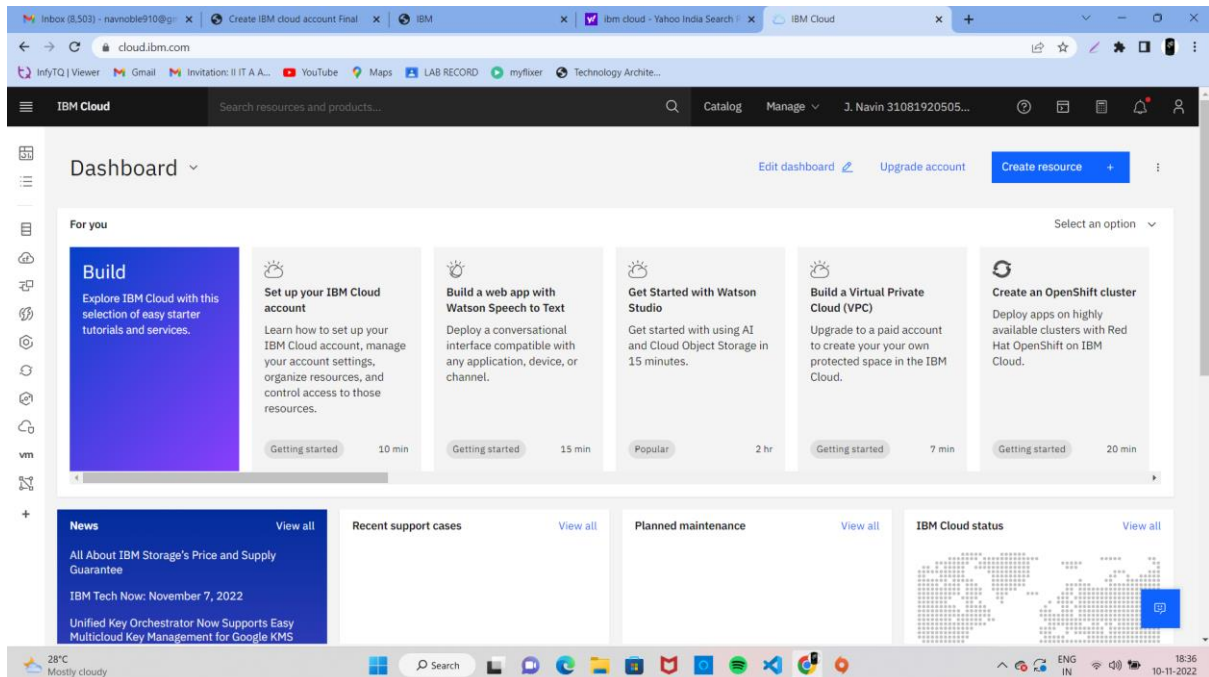 Inbox (8,503) - navnoble910@g
Create IBM cloud account Final
IBM
ibm cloud - Yahoo India Search
IBM Cloud
cloud.ibm.com
InfyTQ | Viewer
Gmail
Invitation: II IT A A...
YouTube
Maps
LAB RECORD
myflixer
Technology Archite...
IBM Cloud
Search resources and products...
Catalog
Manage
J. Navin 31081920505...
Dashboard
Edit dashboard
Upgrade account
Create resource +
For you
Select an option
Build
Explore IBM Cloud with this
selection of easy starter
tutorials and services.
Set up your IBM Cloud
account
Learn how to set up your
IBM Cloud account, manage
your account settings,
organize resources, and
control access to those
resources.
Getting started
10 min
Build a web app with
Watson Speech to Text
Deploy a conversational
interface compatible with
any application, device, or
channel.
Getting started
15 min
Get Started with Watson
Studio
Get started with using AI
and Cloud Object Storage in
15 minutes.
Popular
2 hr
Build a Virtual Private
Cloud (VPC)
Upgrade to a paid account
to create your your own
protected space in the IBM
Cloud.
Getting started
7 min
Create an OpenShift cluster
Deploy apps on highly
available clusters with Red
Hat OpenShift on IBM
Cloud.
Getting started
20 min
vm
News
View all
All About IBM Storage's Price and Supply
Guarantee
IBM Tech Now: November 7, 2022
Unified Key Orchestrator Now Supports Easy
Multicloud Key Management for Google KMS
Recent support cases
View all
Planned maintenance
View all
IBM Cloud status
View all
28°C
Mostly cloudy
Search
ENG
IN
18:36
10-11-2022